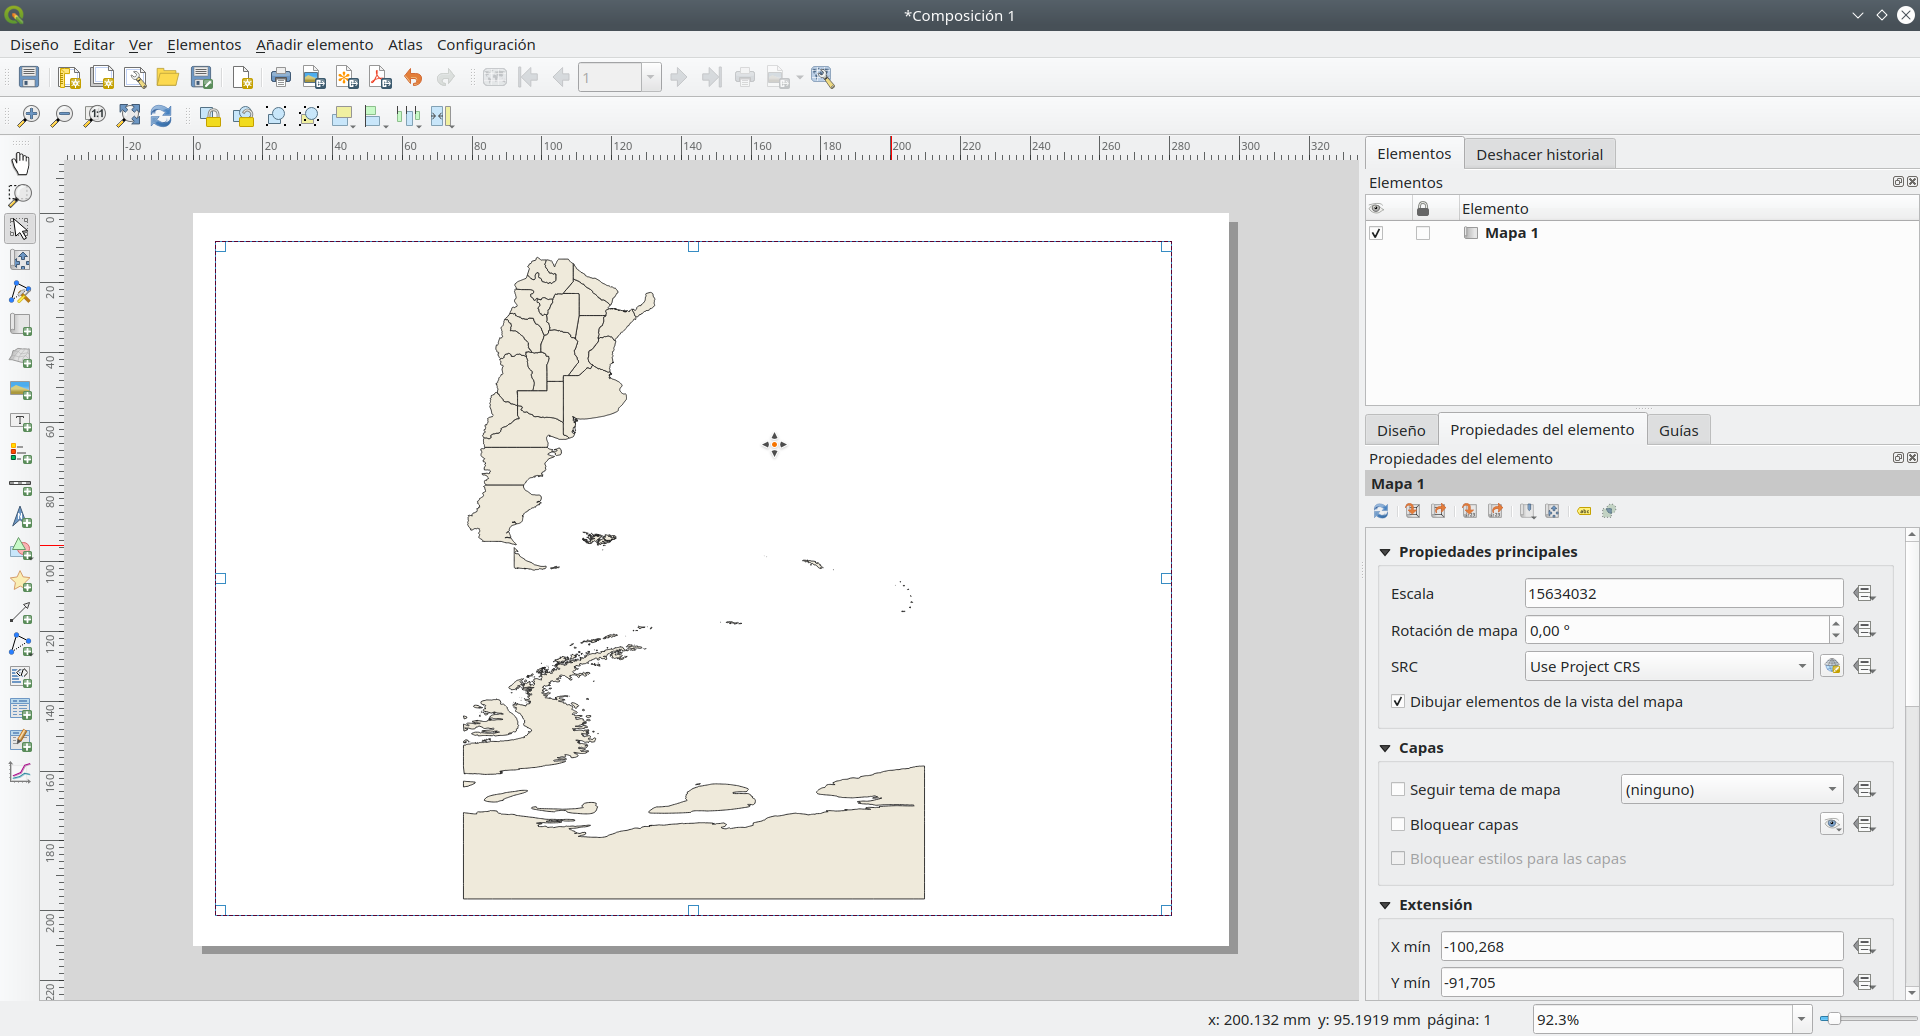 *Composición 1
Diseño Editar Ver Elementos Añadir elemento Atlas Configuración
1
-20 0 20 40 60 80 100 120 140 160 180 200 220 240 260 280 300 320
0
20
40
60
80
100
120
140
160
180
200
220
Elementos Deshacer historial
Elementos
Elemento
Mapa 1
Diseño Propiedades del elemento Guías
Propiedades del elemento
Mapa 1
Propiedades principales
Escala 15634032
Rotación de mapa 0,00 º
SRC Use Project CRS
Dibujar elementos de la vista del mapa
Capas
Seguir tema de mapa (ninguno)
Bloquear capas
Bloquear estilos para las capas
Extensión
X mín -100,268
Y mín -91,705
x: 200.132 mm y: 95.1919 mm página: 1 92.3%